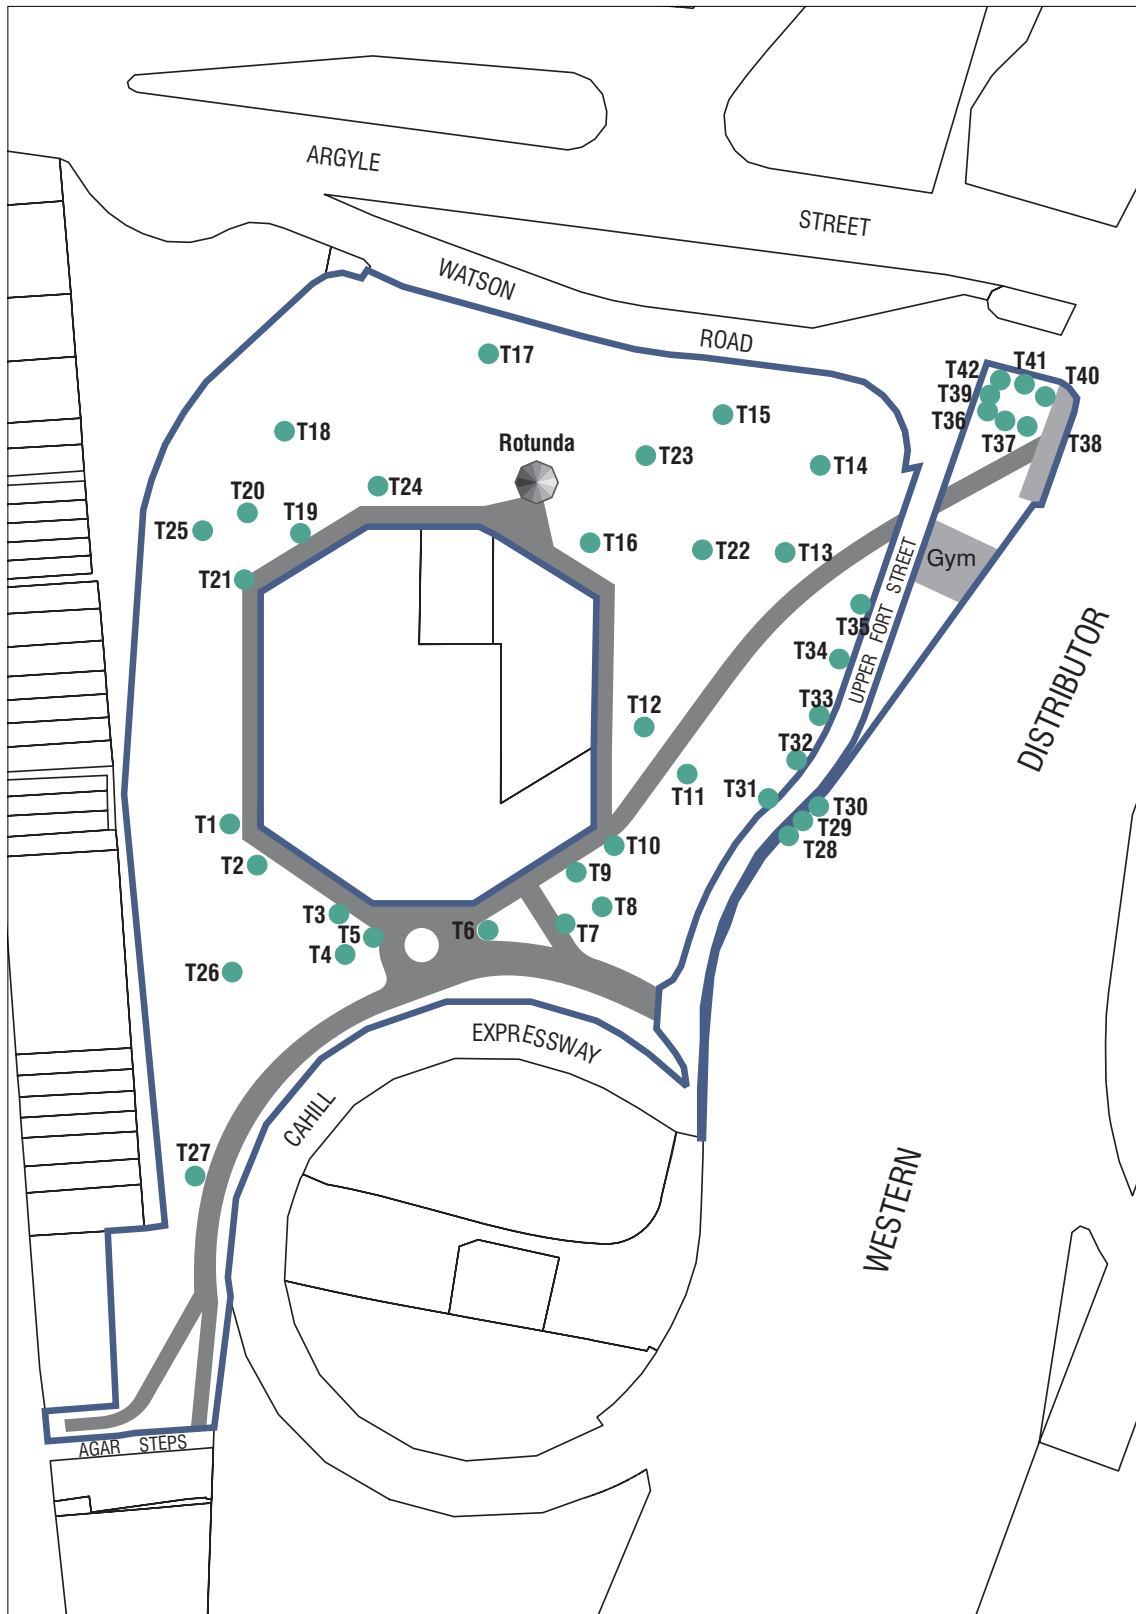 ARGYLE
STREET
WATSON
ROAD
T17
T42
T41
T40
T39
T36
T37
T38
T15
T18
Rotunda
T23
T14
T24
T20
T25
T19
T16
T22
T13
Gym
T21
UPPER FORT STREET
T35
T34
T33
T32
T31
T30
T29
T28
DISTRIBUTOR
T12
T11
T1
T2
T10
T9
T8
T7
T3
T5
T6
T4
T26
EXPRESSWAY
CAHILL
T27
WESTERN
AGAR STEPS